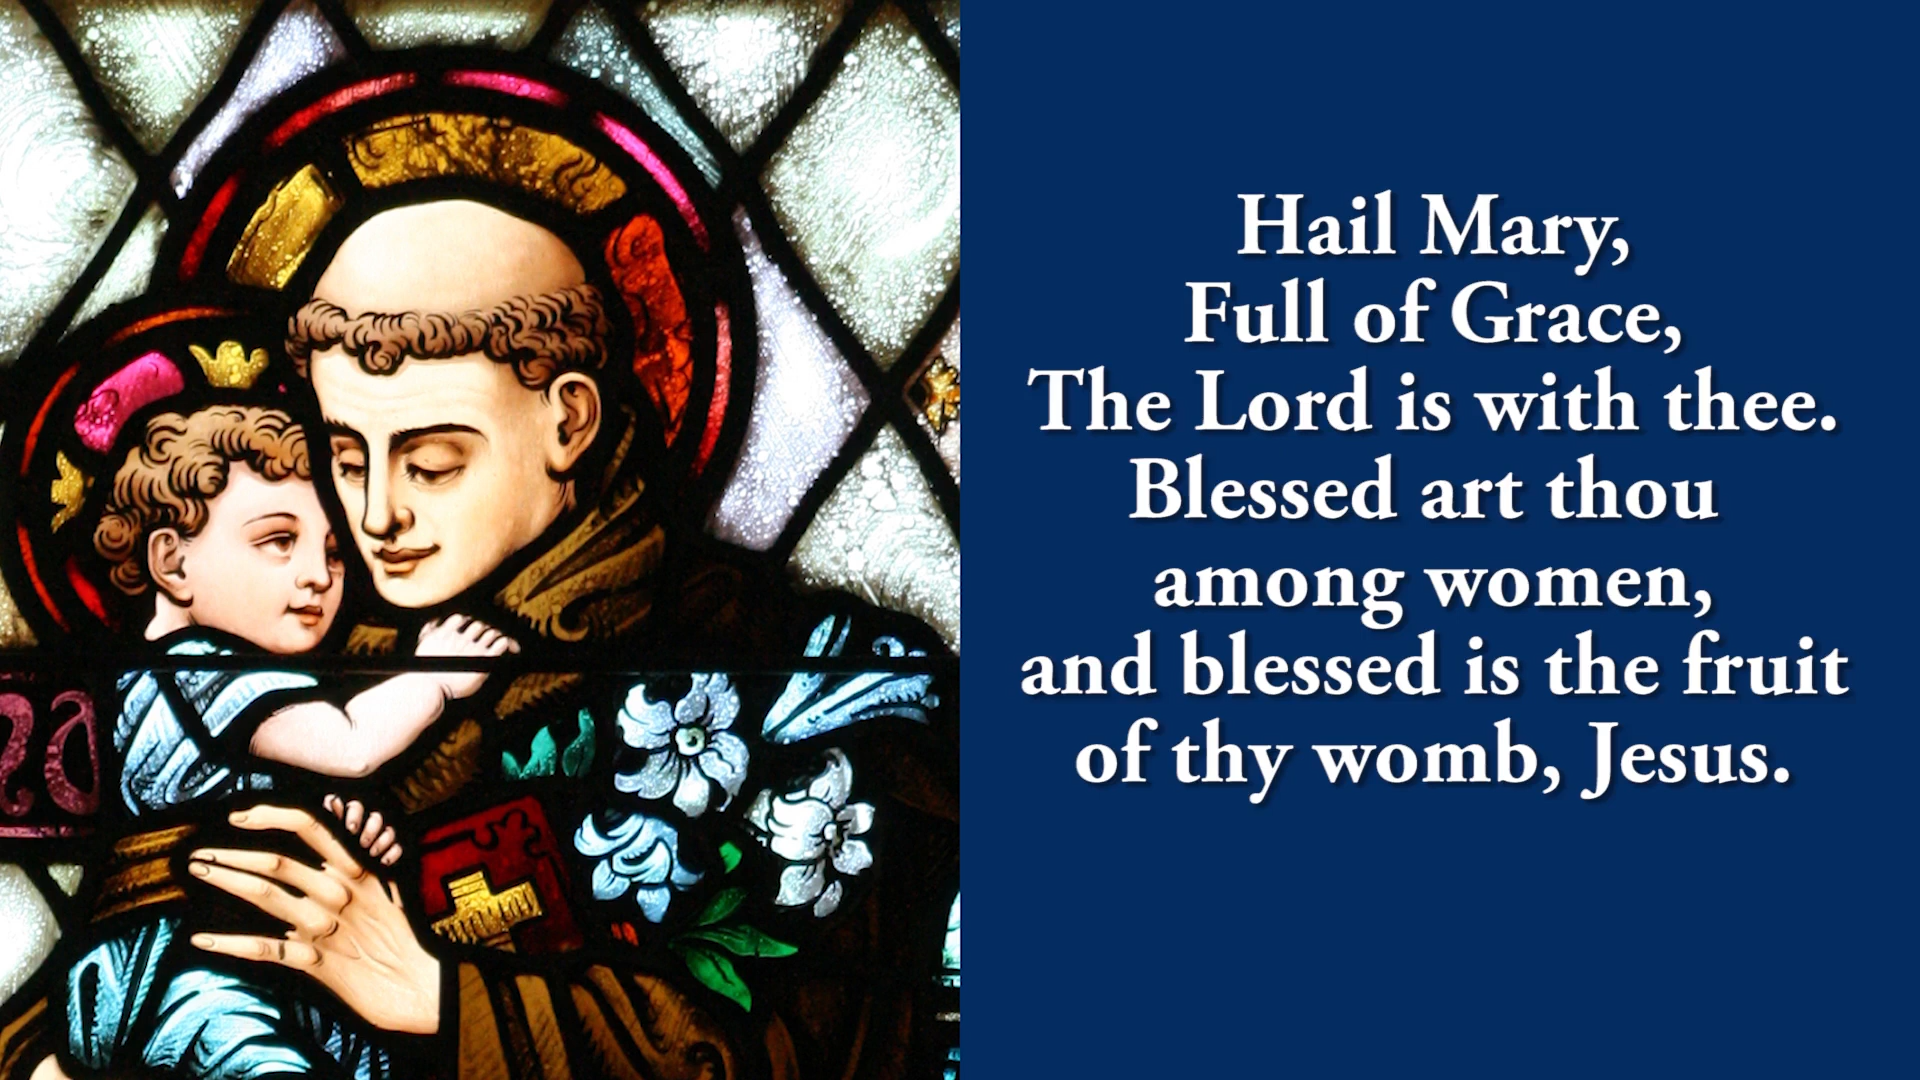 Hail Mary,
Full of Grace,
The Lord is with thee.
Blessed art thou
among women,
and blessed is the fruit
of thy womb, Jesus.